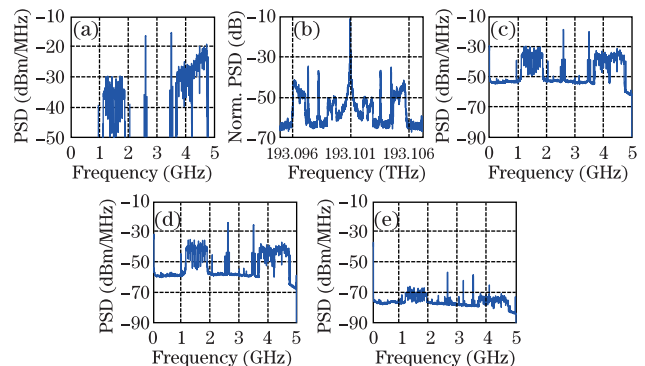 (a)
PSD (dBm/MHz)
−10
−20
−30
−40
−50
0 1 2 3 4 5
Frequency (GHz)
(b)
Norm. PSD (dB)
−10
−30
−50
−70
193.096 193.101 193.106
Frequency (THz)
(c)
PSD (dBm/MHz)
−10
−30
−50
−70
−90
0 1 2 3 4 5
Frequency (GHz)
(d)
PSD (dBm/MHz)
−10
−30
−50
−70
−90
0 1 2 3 4 5
Frequency (GHz)
(e)
PSD (dBm/MHz)
−10
−30
−50
−70
−90
0 1 2 3 4 5
Frequency (GHz)